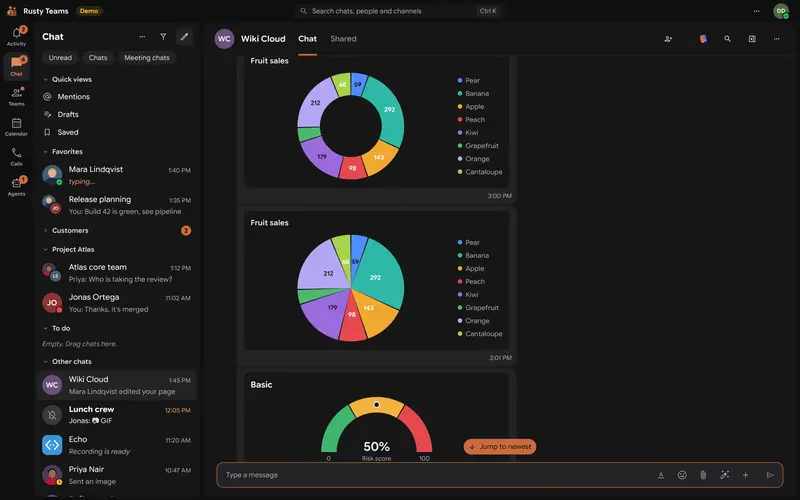 Rusty Teams
Demo
Search chats, people and channels
Ctrl K
DD
2
Activity
4
Chat
Teams
Calendar
Calls
1
Agents
Chat
Unread
Chats
Meeting chats
Quick views
Mentions
Drafts
Saved
Favorites
Mara Lindqvist
1:40 PM
typing...
Release planning
1:35 PM
JO
You: Build 42 is green, see pipeline
Customers
2
Project Atlas
Atlas core team
1:12 PM
LE
Priya: Who is taking the review?
JO
Jonas Ortega
11:02 AM
You: Thanks, it's merged
To do
Empty. Drag chats here.
Other chats
WC
Wiki Cloud
1:45 PM
Mara Lindqvist edited your page
Lunch crew
12:05 PM
Jonas: 📷 GIF
Echo
11:20 AM
Recording is ready
Priya Nair
10:47 AM
Sent an image
WC
Wiki Cloud
Chat
Shared
Fruit sales
68
59
212
292
179
98
143
Pear
Banana
Apple
Peach
Kiwi
Grapefruit
Orange
Cantaloupe
3:00 PM
Fruit sales
68
59
212
292
179
98
143
Pear
Banana
Apple
Peach
Kiwi
Grapefruit
Orange
Cantaloupe
3:01 PM
Basic
50%
0
Risk score
100
Jump to newest
Type a message